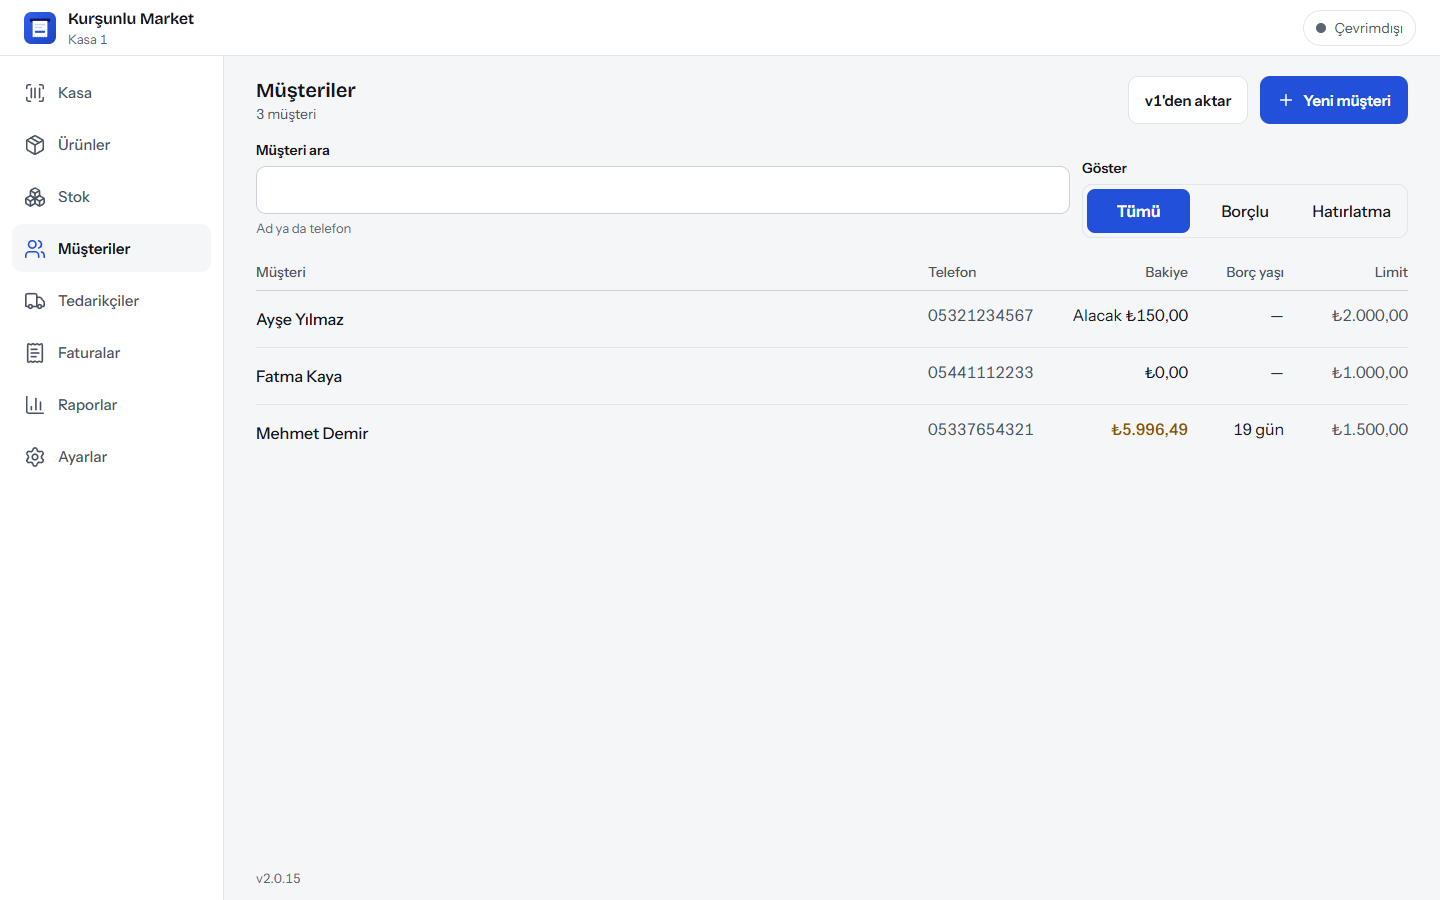 Kurşunlu Market
Kasa 1
Çevrimdışı
Kasa
Ürünler
Stok
Müşteriler
Tedarikçiler
Faturalar
Raporlar
Ayarlar
Müşteriler
3 müşteri
v1'den aktar
Yeni müşteri
Müşteri ara
Ad ya da telefon
Göster
Tümü Borçlu Hatırlatma
Müşteri Telefon Bakiye Borç yaşı Limit
Ayşe Yılmaz 05321234567 Alacak ₺150,00 — ₺2.000,00
Fatma Kaya 05441112233 ₺0,00 — ₺1.000,00
Mehmet Demir 05337654321 ₺5.996,49 19 gün ₺1.500,00
v2.0.15